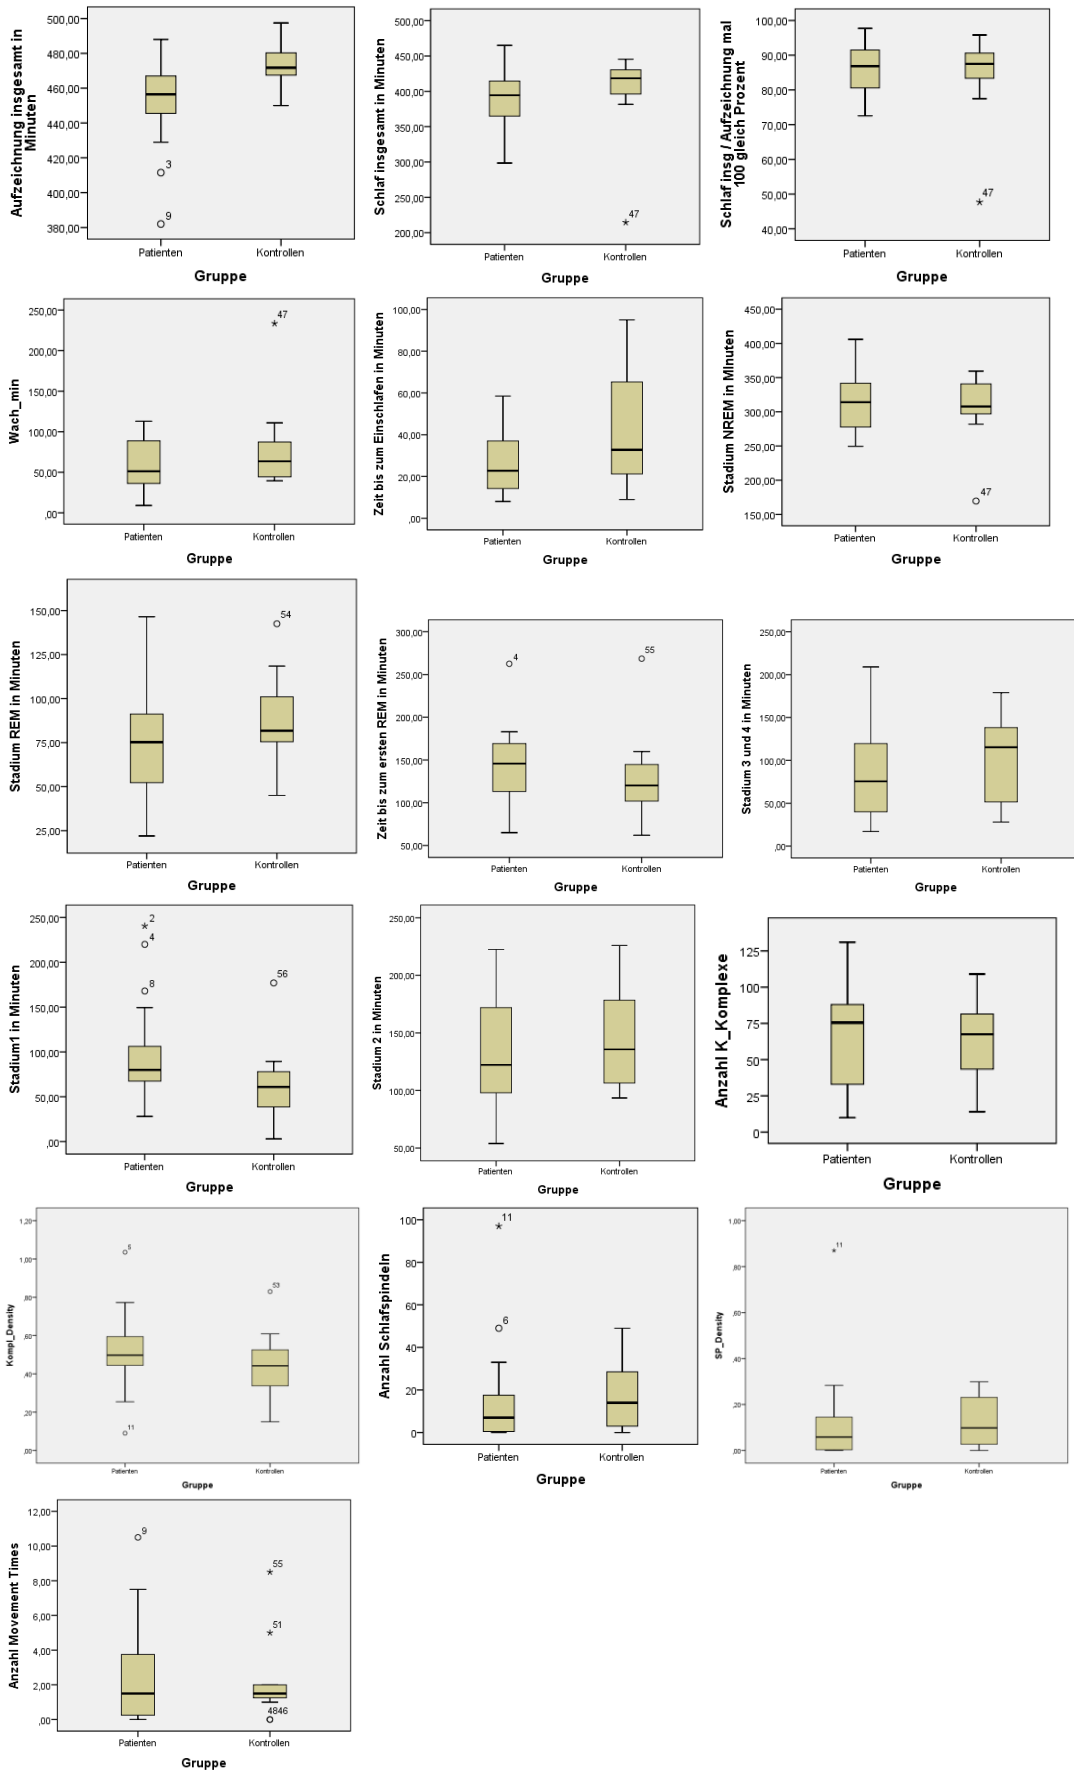 Aufzeichnung insgesamt in
Minuten
500,00
480,00
460,00
440,00
420,00
400,00
380,00
3
9
Patienten Kontrollen
Gruppe
Schlaf insgesamt in Minuten
500,00
450,00
400,00
350,00
300,00
250,00
200,00
47
Patienten Kontrollen
Gruppe
Schlaf insg / Aufzeichnung mal
100 gleich Prozent
100,00
90,00
80,00
70,00
60,00
50,00
40,00
47
Patienten Kontrollen
Gruppe
Wach_min
250,00
200,00
150,00
100,00
50,00
,00
47
Patienten Kontrollen
Gruppe
Zeit bis zum Einschlafen in Minuten
100,00
80,00
60,00
40,00
20,00
,00
Patienten Kontrollen
Gruppe
Stadium NREM in MInuten
450,00
400,00
350,00
300,00
250,00
200,00
150,00
47
Patienten Kontrollen
Gruppe
Stadium REM in Minuten
150,00
125,00
100,00
75,00
50,00
25,00
54
Patienten Kontrollen
Gruppe
Zeit bis zum ersten REM in Minuten
300,00
250,00
200,00
150,00
100,00
50,00
4
55
Patienten Kontrollen
Gruppe
Stadium 3 und 4 in Minuten
250,00
200,00
150,00
100,00
50,00
,00
Patienten Kontrollen
Gruppe
Stadium1 in Minuten
250,00
200,00
150,00
100,00
50,00
,00
2
4
8
56
Patienten Kontrollen
Gruppe
Stadium 2 in Minuten
250,00
200,00
150,00
100,00
50,00
Patienten Kontrollen
Gruppe
Anzahl K_Komplexe
125
100
75
50
25
0
Patienten Kontrollen
Gruppe
Kompl_Density
1,20
1,00
,80
,60
,40
,20
,00
5
11
53
Patienten Kontrollen
Gruppe
Anzahl Schlafspindeln
100
80
60
40
20
0
11
6
Patienten Kontrollen
Gruppe
SP_Density
1,00
,80
,60
,40
,20
,00
11
Patienten Kontrollen
Gruppe
Anzahl Movement Times
12,00
10,00
8,00
6,00
4,00
2,00
,00
9
55
51
4846
Patienten Kontrollen
Gruppe